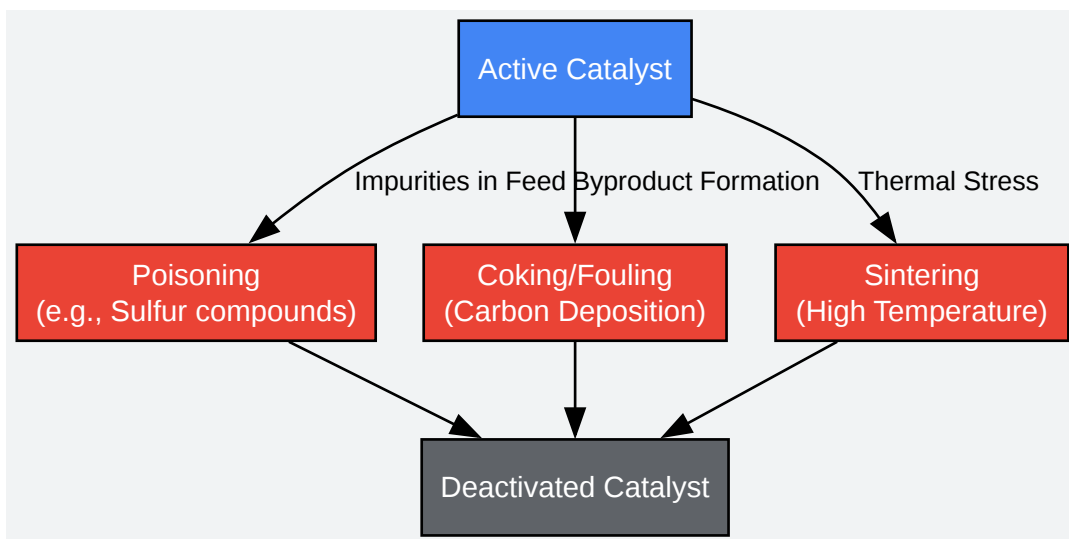 Active Catalyst
Impurities in Feed
Byproduct Formation
Thermal Stress
Poisoning
(e.g., Sulfur compounds)
Coking/Fouling
(Carbon Deposition)
Sintering
(High Temperature)
Deactivated Catalyst